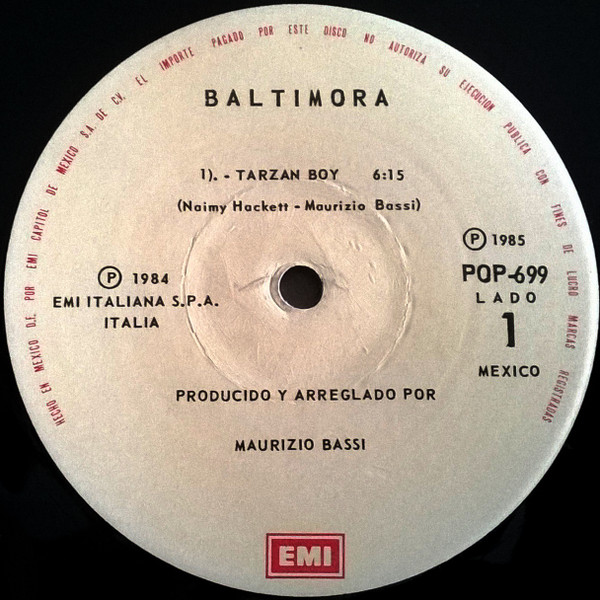 HECHO EN MEXICO D.F. POR EMI CAPITOL DE MEXICO S.A. DE C.V. EL IMPORTE PAGADO POR ESTE DISCO NO AUTORIZA SU EJECUCION PUBLICA CON FINES DE LUCRO MARCAS REGISTRADAS
BALTIMORA
1). - TARZAN BOY 6:15
(Naimy Hackett - Maurizio Bassi)
Ⓟ 1984
EMI ITALIANA S.P.A.
ITALIA
Ⓟ 1985
POP-699
LADO
1
MEXICO
PRODUCIDO Y ARREGLADO POR
MAURIZIO BASSI
EMI